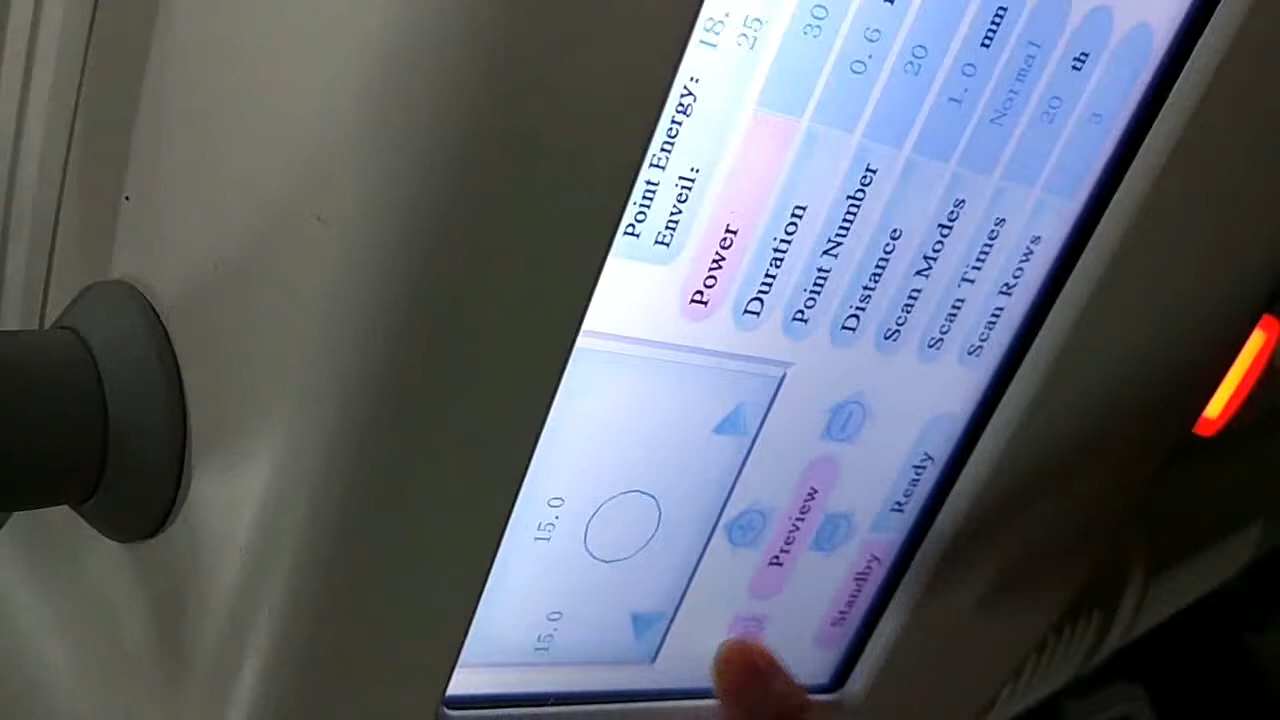 Point Energy: 18.
Enveil: 25
Power 30
Duration 0.6
Point Number 20
Distance 1.0 mm
Scan Modes Normal
Scan Times 20 th
Scan Rows 3
15.0 15.0
Preview
Standby Ready